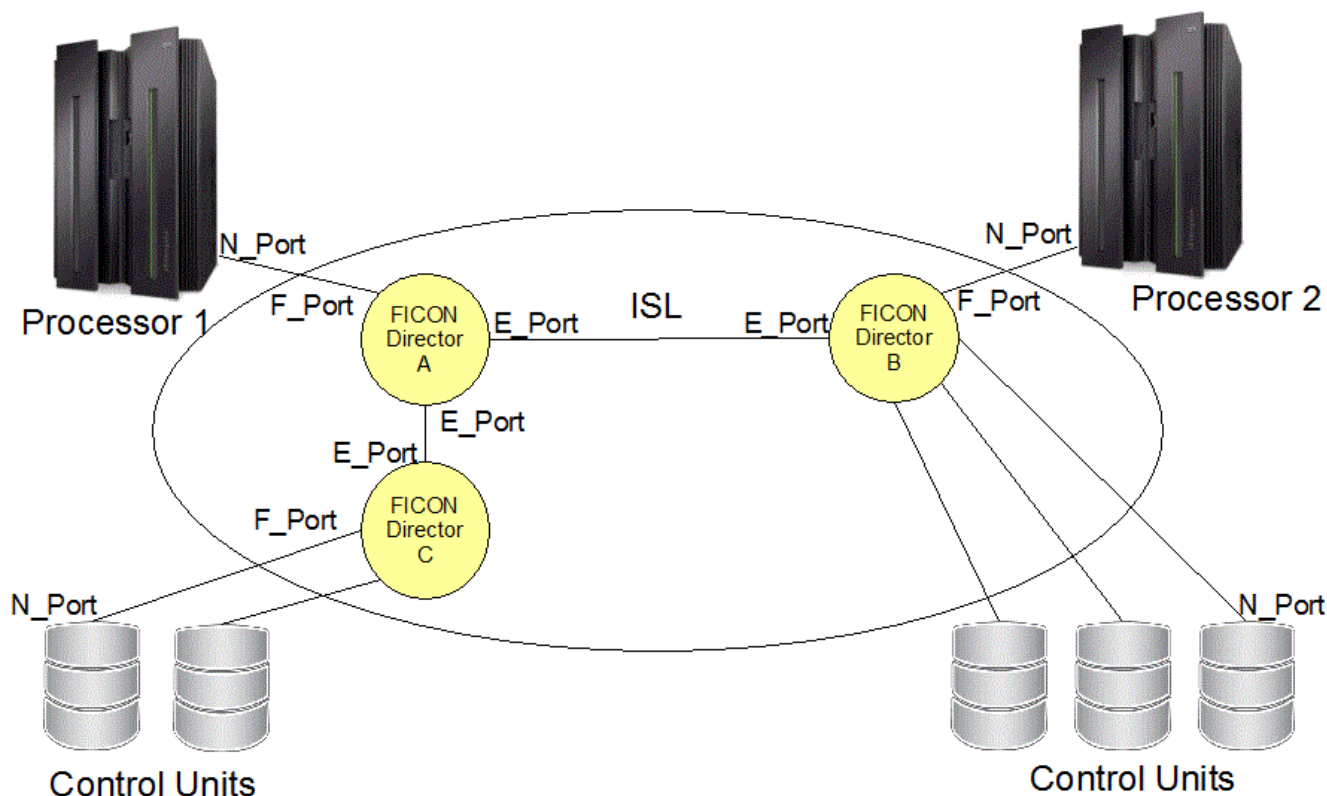 N_Port
N_Port
Processor 1
F_Port
FICON
Director
A
E_Port
ISL
E_Port
FICON
Director
B
F_Port
Processor 2
E_Port
E_Port
F_Port
FICON
Director
C
N_Port
N_Port
Control Units
Control Units